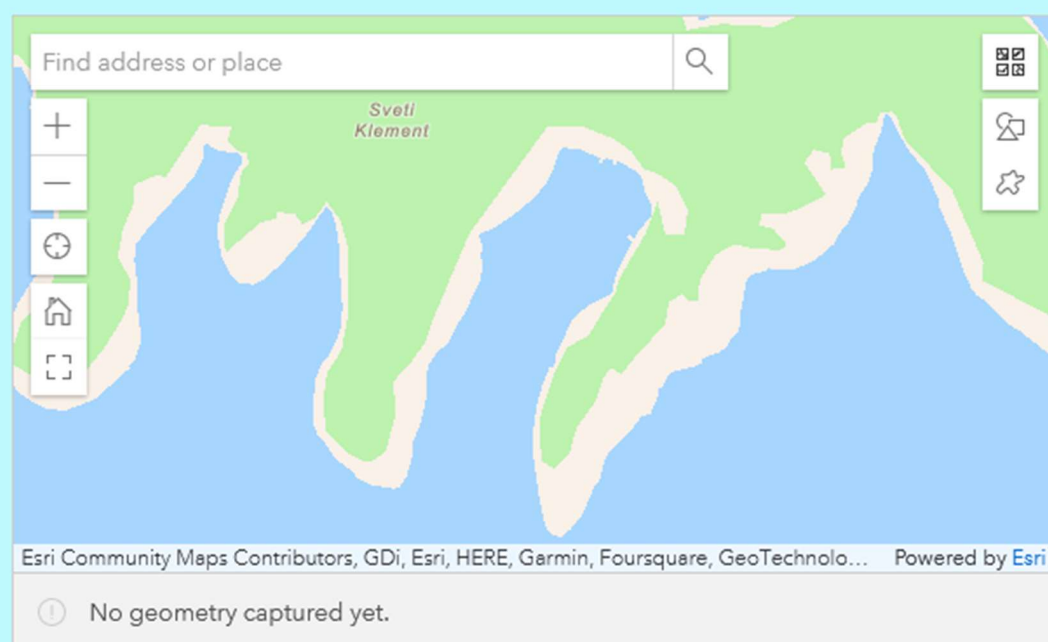 Find address or place
Sveti
Klement
Esri Community Maps Contributors, GDi, Esri, HERE, Garmin, Foursquare, GeoTechnolo... Powered by Esri
No geometry captured yet.